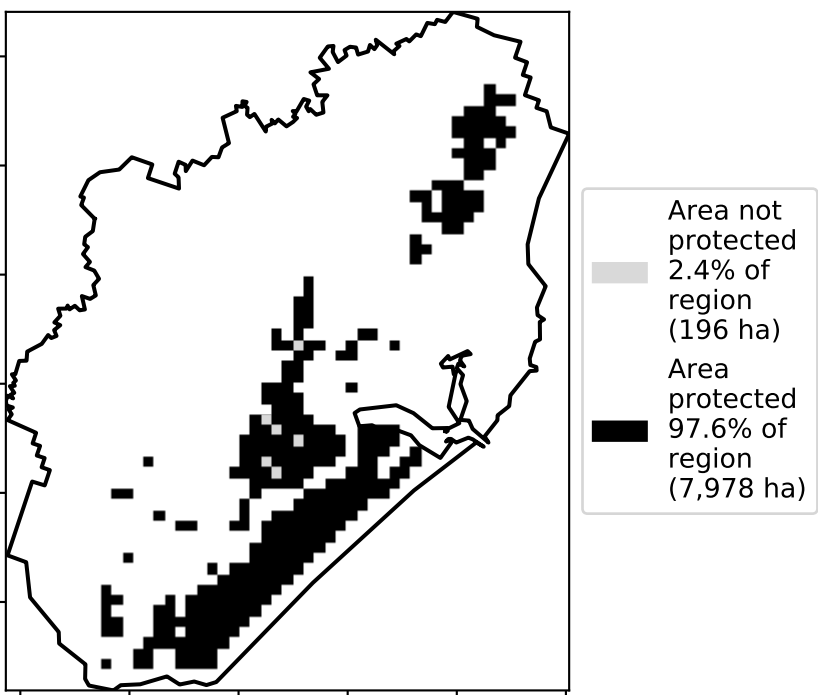 Area not
protected
2.4% of
region
(196 ha)
Area
protected
97.6% of
region
(7,978 ha)